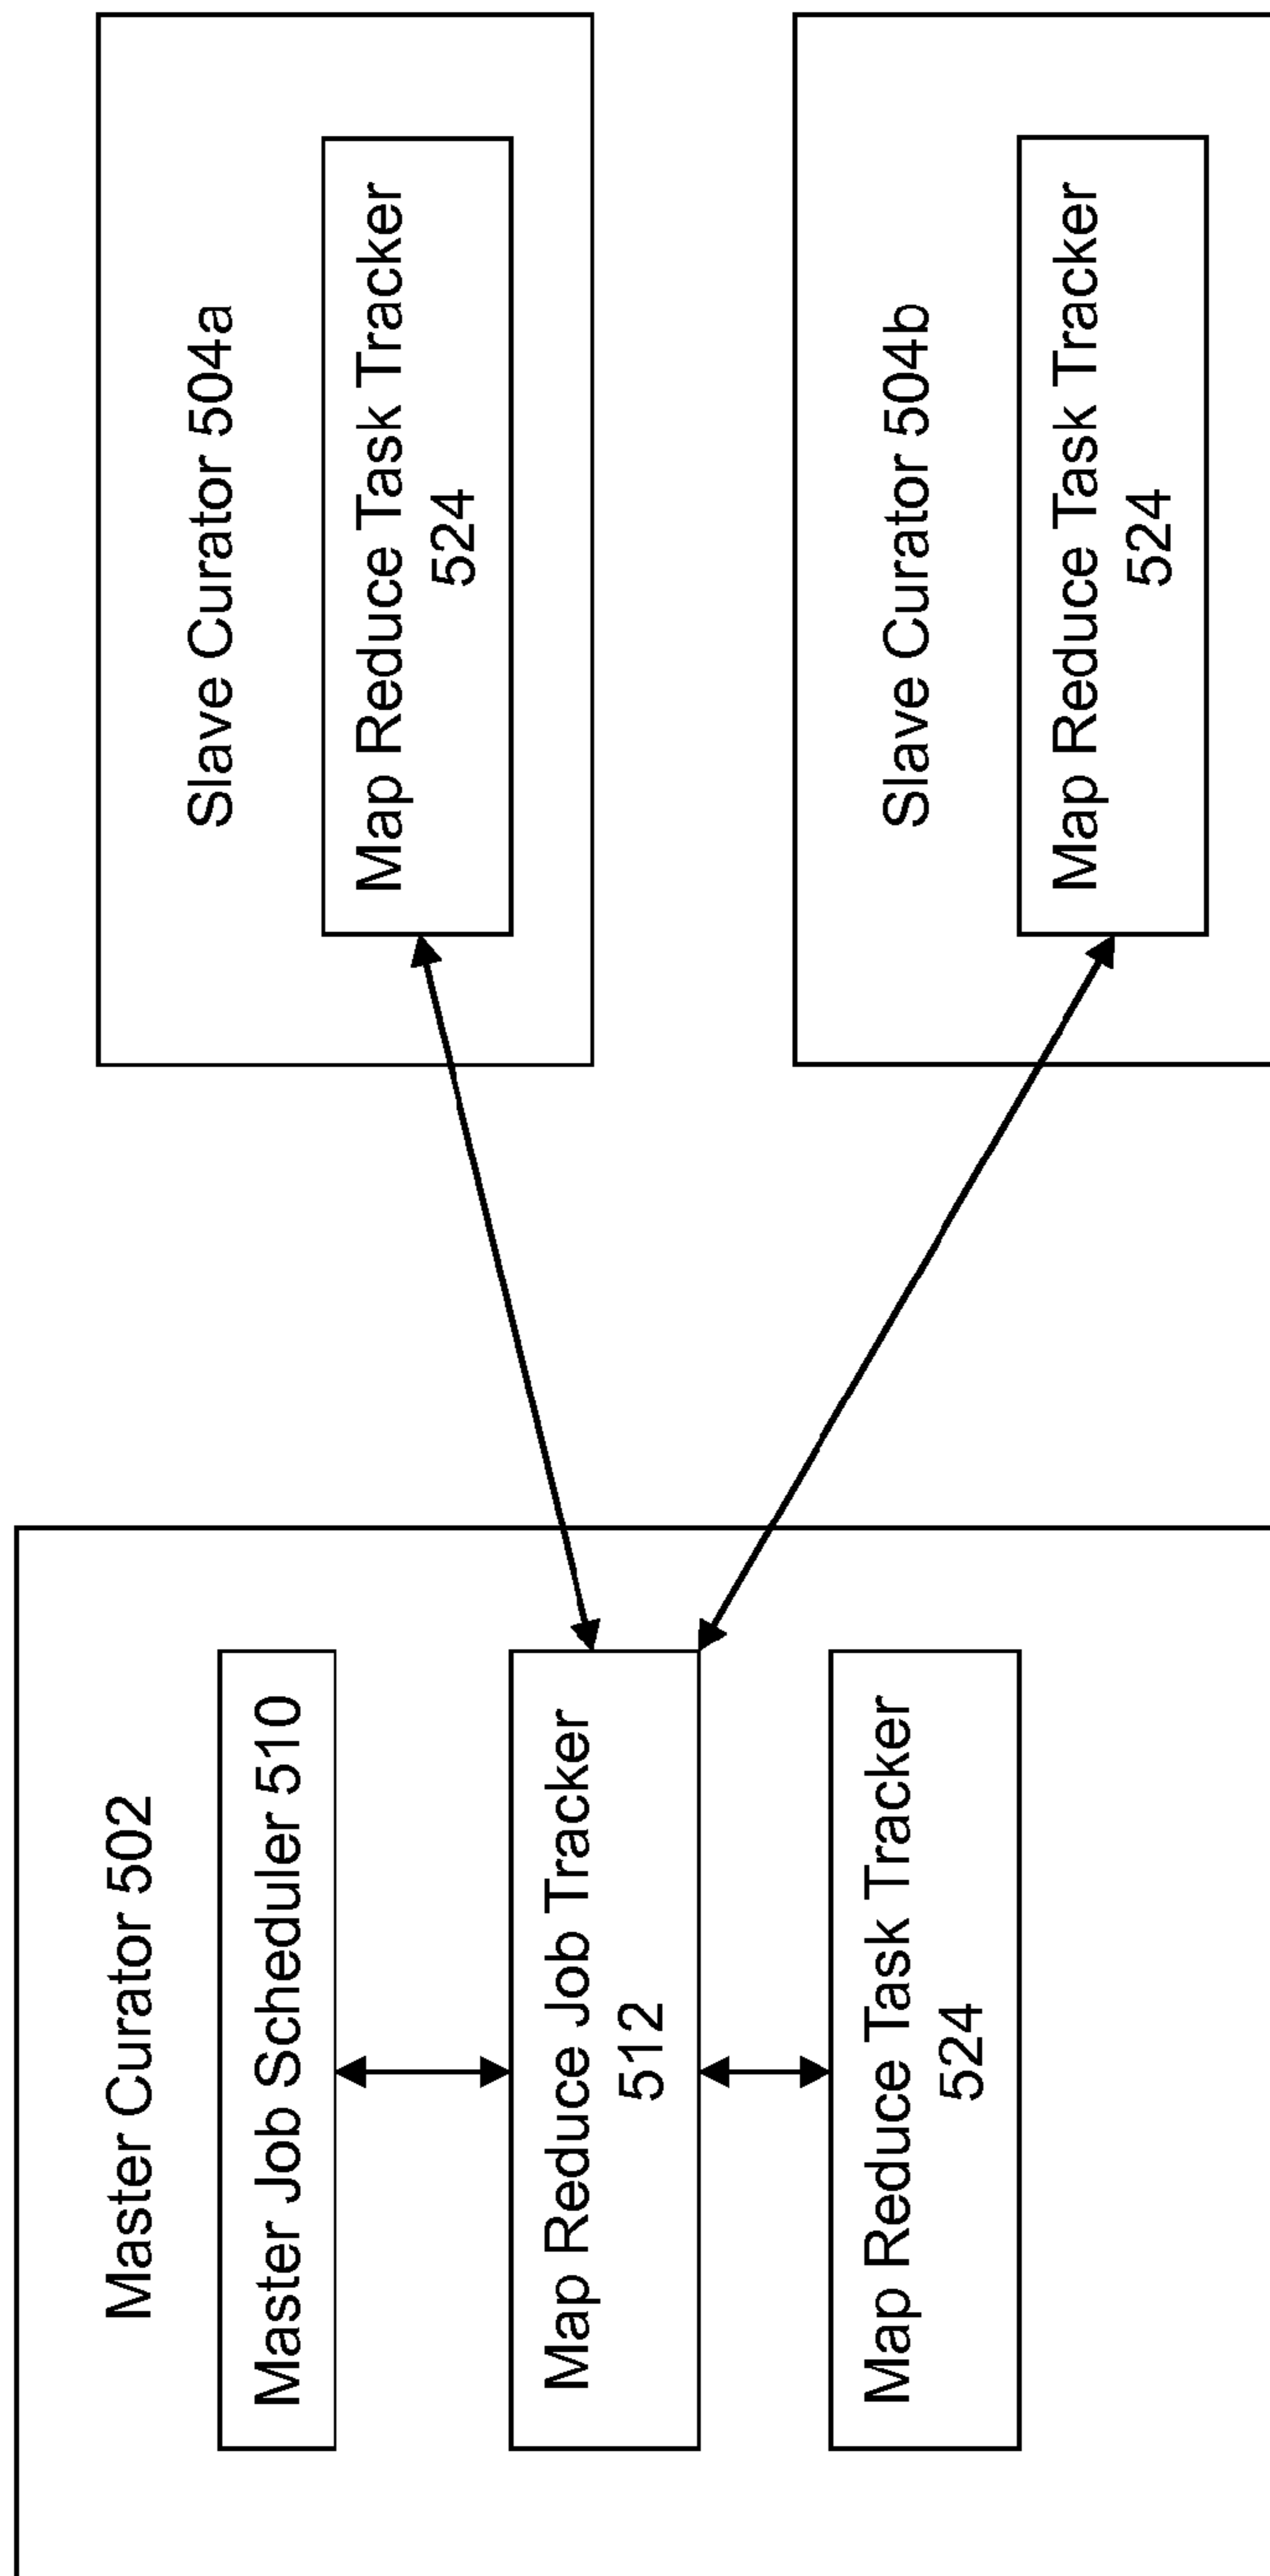 Master Curator 502
Master Job Scheduler 510
Map Reduce Job Tracker
512
Map Reduce Task Tracker
524
Slave Curator 504a
Map Reduce Task Tracker
524
Slave Curator 504b
Map Reduce Task Tracker
524